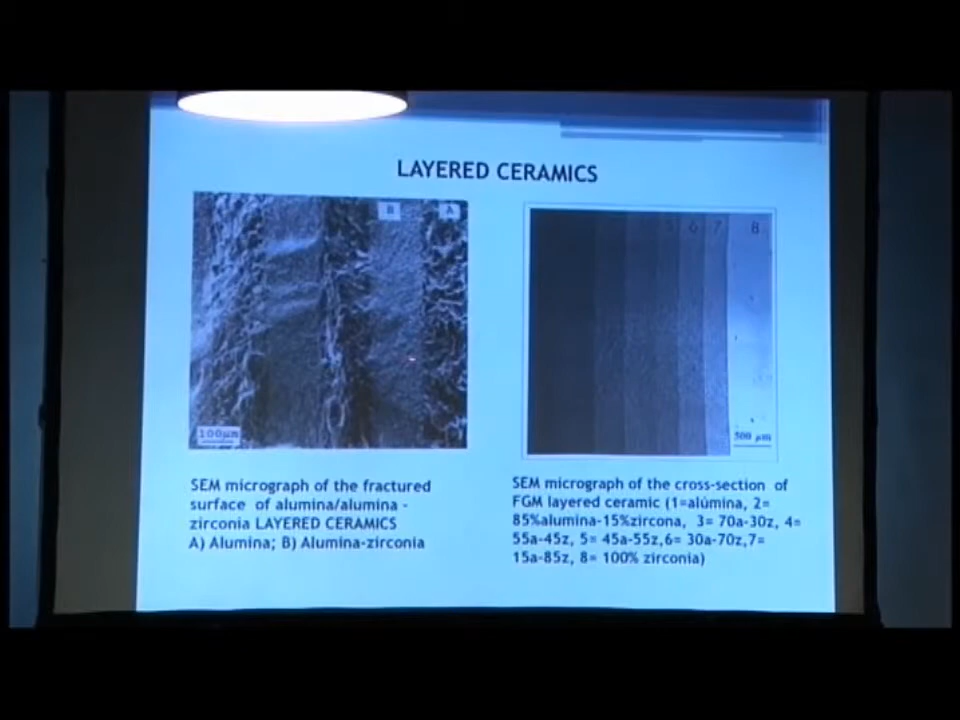 LAYERED CERAMICS
B A
100µm
6 7 8
500 µm
SEM micrograph of the fractured
surface of alumina/alumina -
zirconia LAYERED CERAMICS
A) Alumina; B) Alumina-zirconia
SEM micrograph of the cross-section of
FGM layered ceramic (1=alúmina, 2=
85%alumina-15%zircona, 3= 70a-30z, 4=
55a-45z, 5= 45a-55z,6= 30a-70z,7=
15a-85z, 8= 100% zirconia)